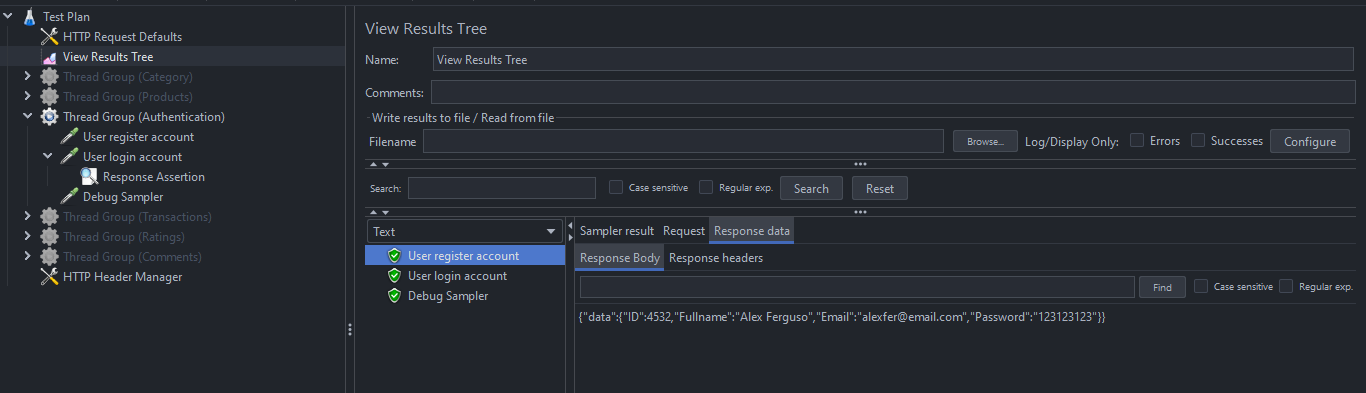 Test Plan
HTTP Request Defaults
View Results Tree
Thread Group (Category)
Thread Group (Products)
Thread Group (Authentication)
User register account
User login account
Response Assertion
Debug Sampler
Thread Group (Transactions)
Thread Group (Ratings)
Thread Group (Comments)
HTTP Header Manager
View Results Tree
Name: View Results Tree
Comments:
Write results to file / Read from file
Filename Browse... Log/Display Only: Errors Successes Configure
Search: Case sensitive Regular exp. Search Reset
Text
User register account
User login account
Debug Sampler
Sampler result Request Response data
Response Body Response headers
Find Case sensitive Regular exp.
{"data":{"ID":4532,"Fullname":"Alex Ferguso","Email":"alexfer@email.com","Password":"123123123"}}